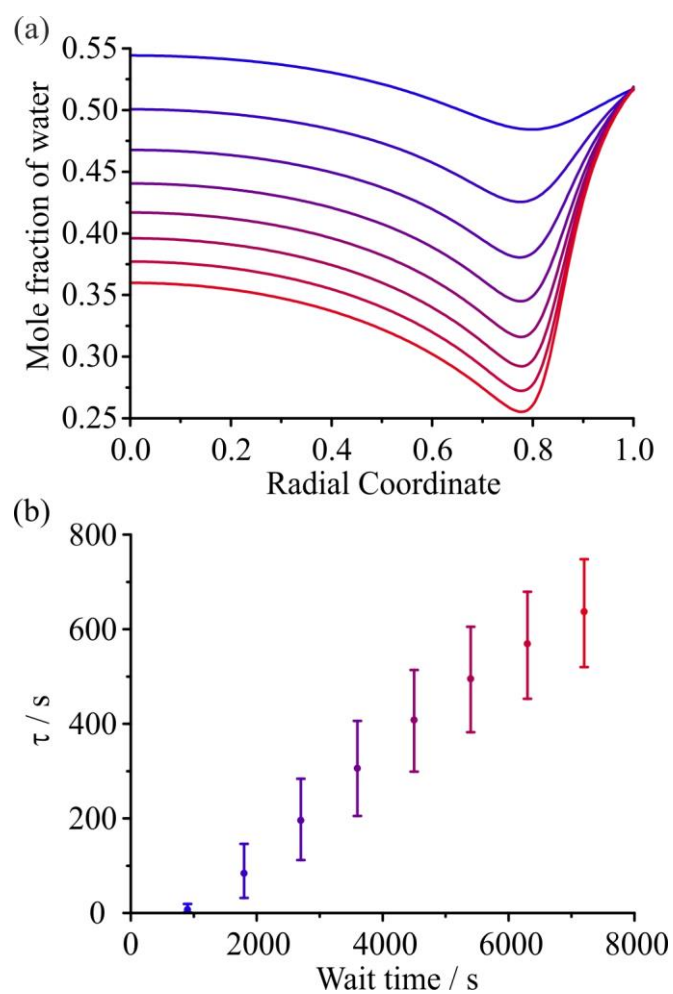 (a)
0.55
0.50
0.45
0.40
0.35
0.30
0.25
Mole fraction of water
0.0 0.2 0.4 0.6 0.8 1.0
Radial Coordinate
(b)
800
600
400
200
0
τ / s
0 2000 4000 6000 8000
Wait time / s